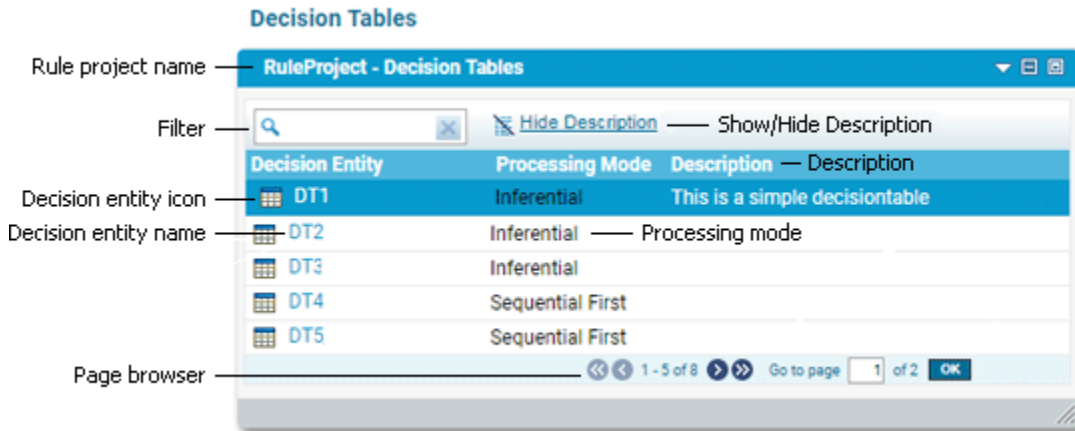 Decision Tables
Rule project name RuleProject - Decision Tables
Filter Hide Description Show/Hide Description
Decision Entity Processing Mode Description Description
Decision entity icon DT1 Inferential This is a simple decisiontable
Decision entity name DT2 Inferential Processing mode
DT3 Inferential
DT4 Sequential First
DT5 Sequential First
Page browser 1 - 5 of 8 Go to page 1 of 2 OK